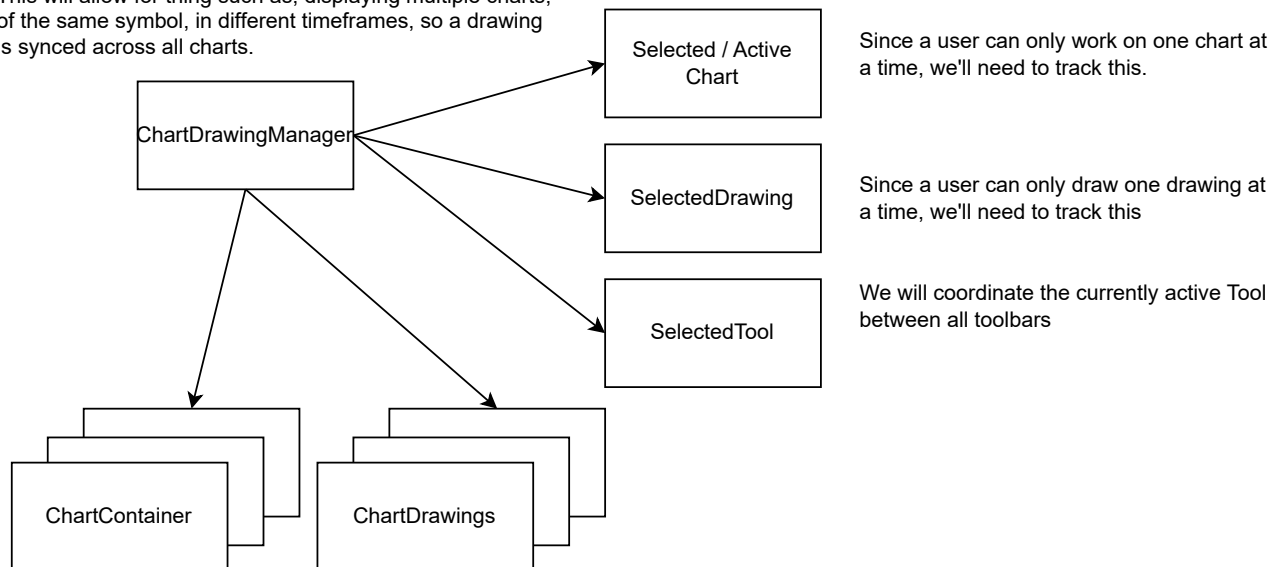 This will allow for thing such as, displaying multiple charts,
of the same symbol, in different timeframes, so a drawing
s synced across all charts.
ChartDrawingManager
Selected / Active
Chart
Since a user can only work on one chart at
a time, we'll need to track this.
SelectedDrawing
Since a user can only draw one drawing at
a time, we'll need to track this
SelectedTool
We will coordinate the currently active Tool
between all toolbars
ChartContainer
ChartDrawings